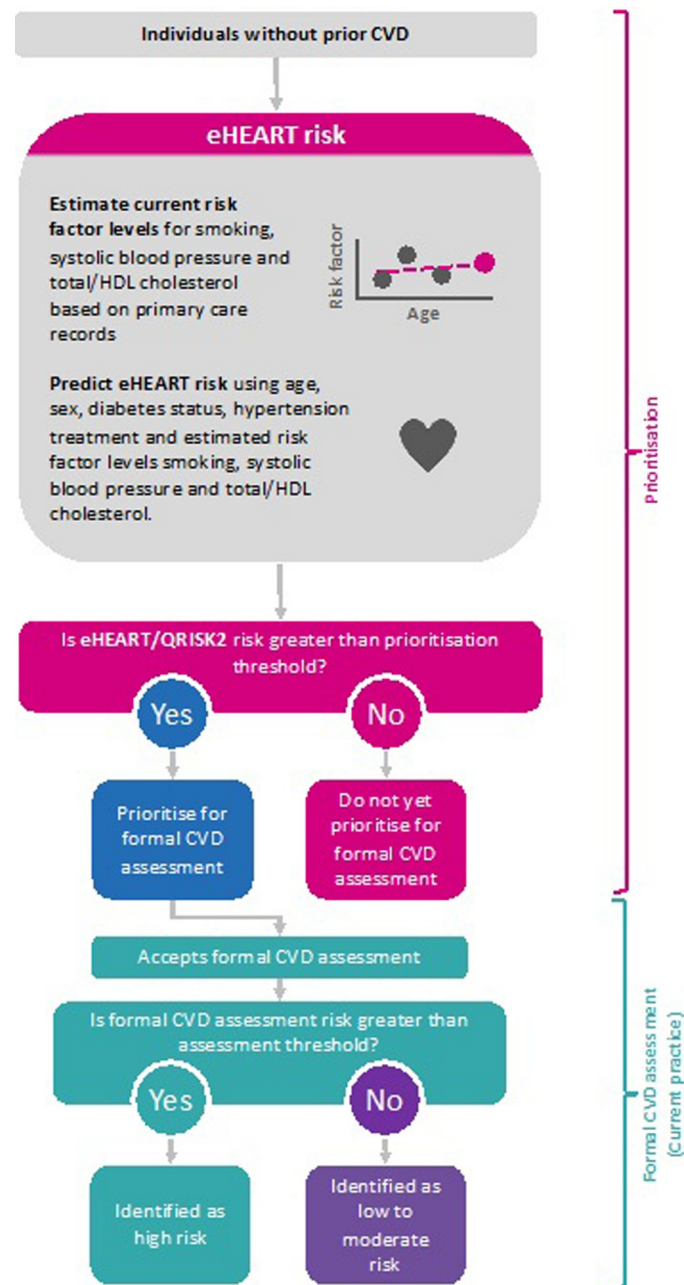 Individuals without prior CVD
eHEART risk
Estimate current risk
factor levels for smoking,
systolic blood pressure and
total/HDL cholesterol
based on primary care
records
Risk factor
Age
Predict eHEART risk using age,
sex, diabetes status, hypertension
treatment and estimated risk
factor levels smoking, systolic
blood pressure and total/HDL
cholesterol.
Prioritisation
Is eHEART/QRISK2 risk greater than prioritisation
threshold?
Yes
No
Prioritise for
formal CVD
assessment
Do not yet
prioritise for
formal CVD
assessment
Accepts formal CVD assessment
Is formal CVD assessment risk greater than
assessment threshold?
Yes
No
Identified as
high risk
Identified as
low to
moderate
risk
Formal CVD assessment
(Current practice)